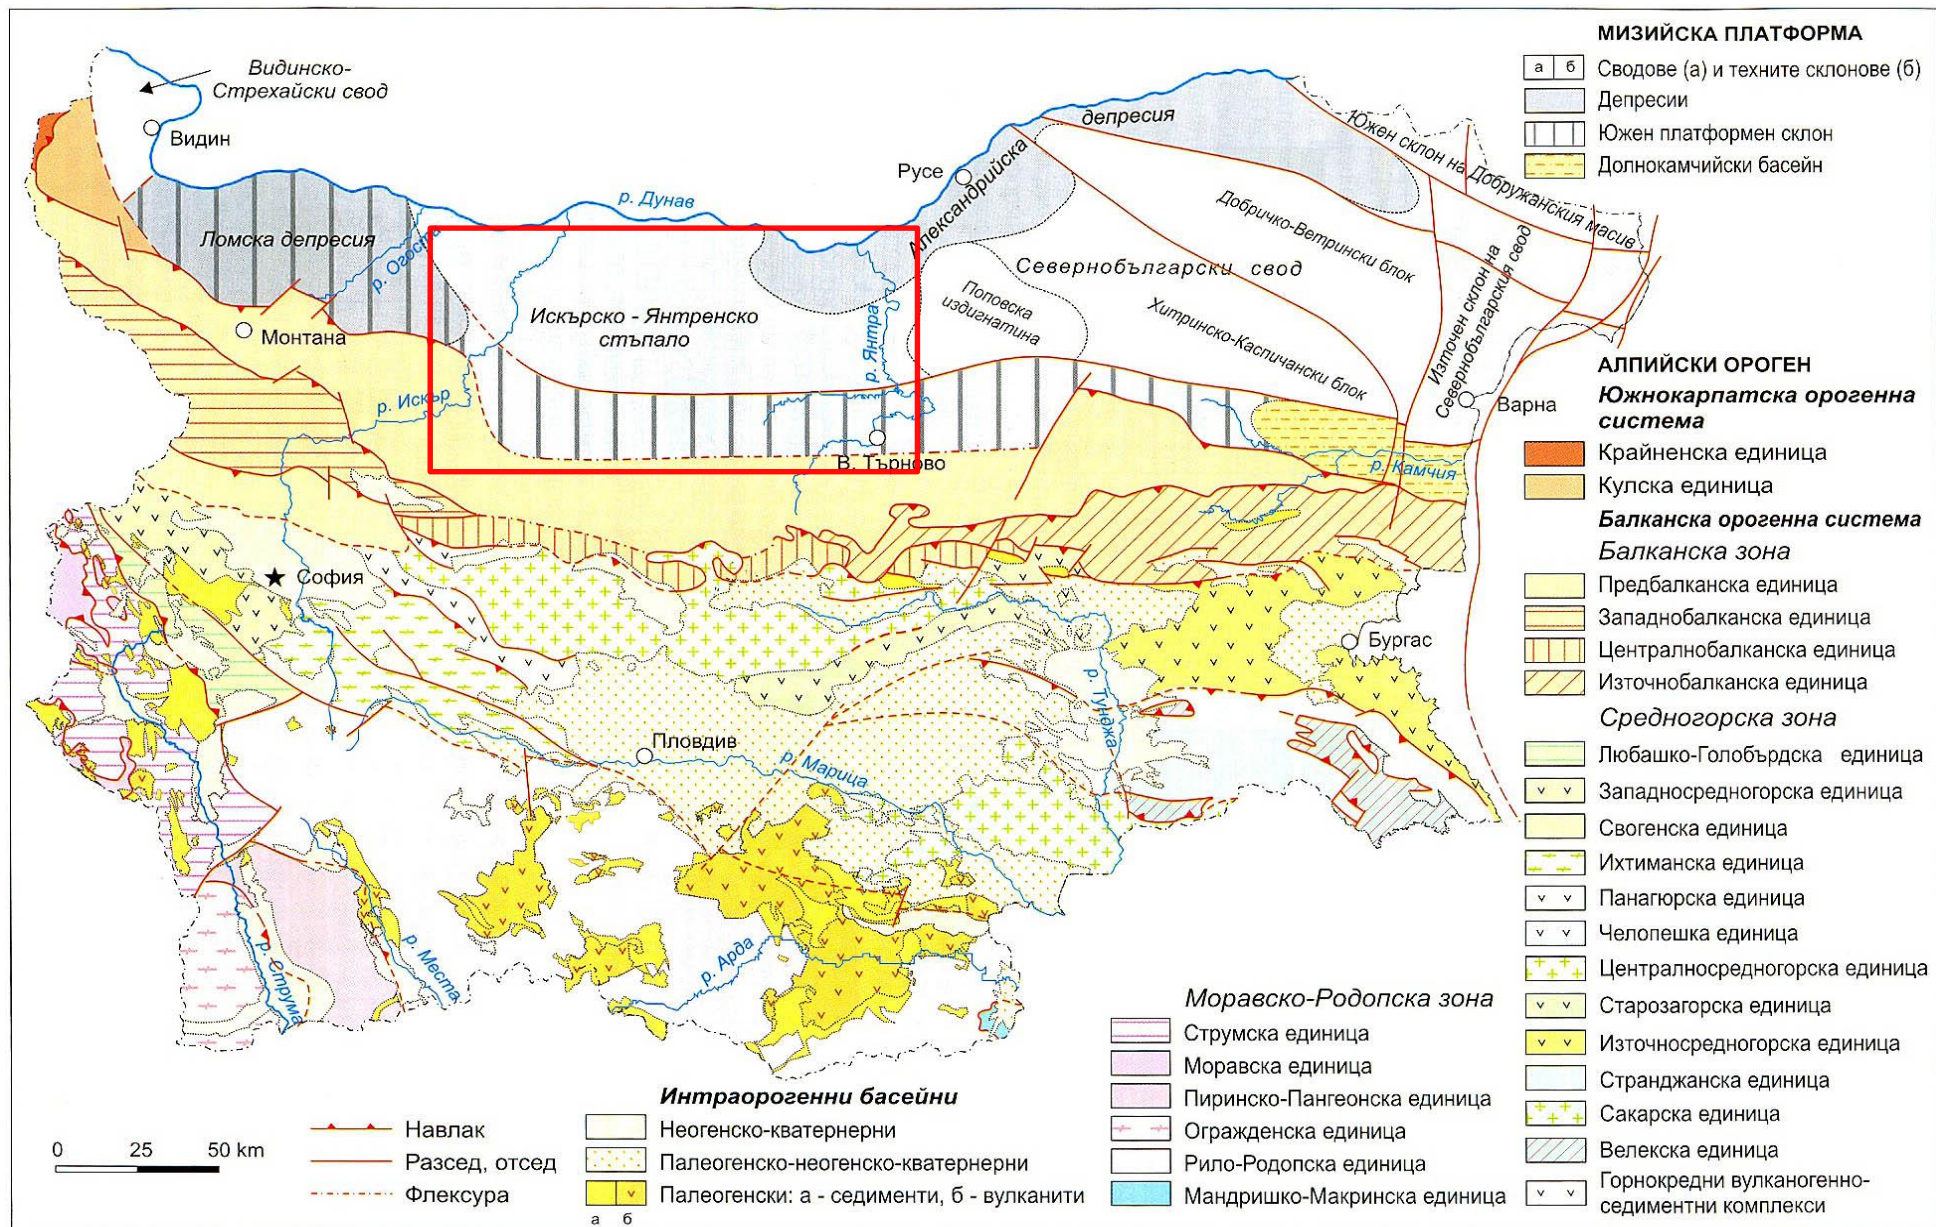 Видинско-
Стрехайски свод
Видин
Ломска депресия
р. Огоста
Монтана
р. Искър
р. Дунав
Искърско - Янтренско
стъпало
р. Янтра
В. Търново
Русе
Александрийска
депресия
Южен склон на Добружанския масив
Добричко-Ветрински блок
Севернобългарски свод
Поповска
издигнатина
Хитринско-Каспичански блок
Източен склон на
Севернобългарския свод
Варна
р. Камчия
София
Пловдив
р. Марица
р. Тунджа
Бургас
р. Струма
р. Места
р. Арда
МИЗИЙСКА ПЛАТФОРМА
а б Сводове (а) и техните склонове (б)
Депресии
Южен платформен склон
Долнокамчийски басейн
АЛПИЙСКИ ОРОГЕН
Южнокарпатска орогенна
система
Крайненска единица
Кулска единица
Балканска орогенна система
Балканска зона
Предбалканска единица
Западнобалканска единица
Централнобалканска единица
Източнобалканска единица
Средногорска зона
Любашко-Голобърдска единица
Западносредногорска единица
Свогенска единица
Ихтиманска единица
Панагюрска единица
Челопешка единица
Централносредногорска единица
Старозагорска единица
Източносредногорска единица
Странджанска единица
Сакарска единица
Велекска единица
Горнокредни вулканогенно-
седиментни комплекси
Моравско-Родопска зона
Струмска единица
Моравска единица
Пиринско-Пангеонска единица
Огражденска единица
Рило-Родопска единица
Мандришко-Макринска единица
Интраорогенни басейни
Неогенско-кватернерни
Палеогенско-неогенско-кватернерни
Палеогенски: а - седименти, б - вулканити
а б
Навлак
Разсед, отсед
Флексура
0 25 50 km